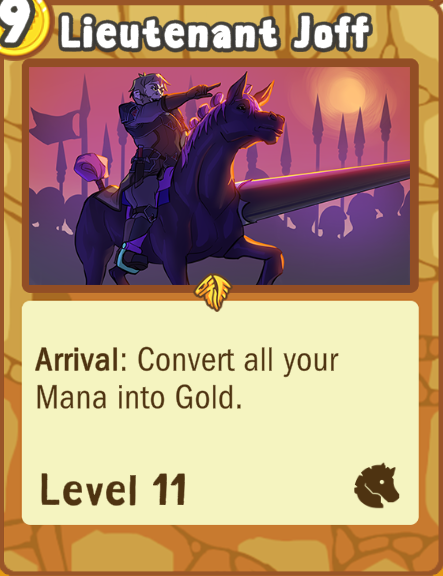 9 Lieutenant Joff
Arrival: Convert all your
Mana into Gold.
Level 11